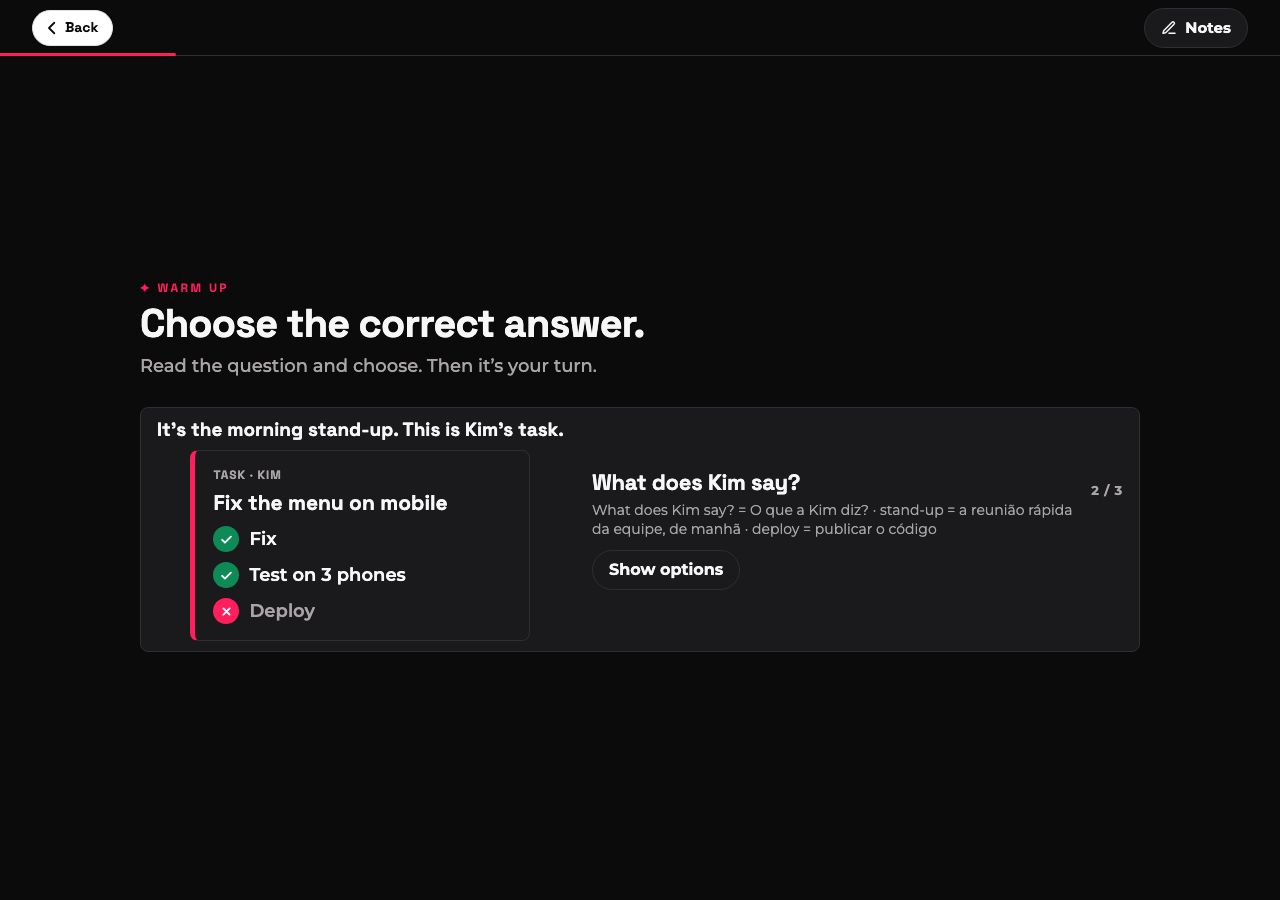 Back
Notes
✦ WARM UP
Choose the correct answer.
Read the question and choose. Then it's your turn.
It's the morning stand-up. This is Kim's task.
TASK · KIM
Fix the menu on mobile
Fix
Test on 3 phones
Deploy
What does Kim say?
What does Kim say? = O que a Kim diz? · stand-up = a reunião rápida
da equipe, de manhã · deploy = publicar o código
Show options
2 / 3